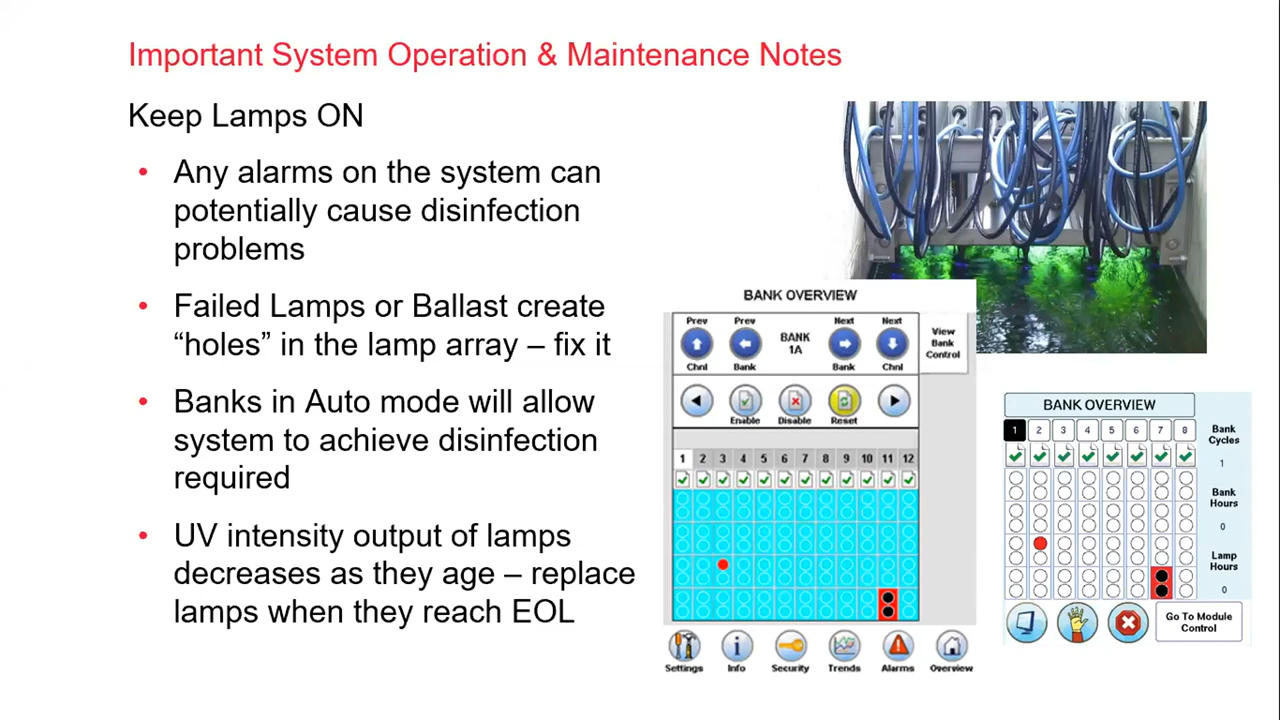 Important System Operation & Maintenance Notes
Keep Lamps ON
• Any alarms on the system can
potentially cause disinfection
problems
• Failed Lamps or Ballast create
“holes” in the lamp array – fix it
• Banks in Auto mode will allow
system to achieve disinfection
required
• UV intensity output of lamps
decreases as they age – replace
lamps when they reach EOL
BANK OVERVIEW
Prev Prev BANK Next Next
1A
Chnl Bank Bank Chnl
View
Bank
Control
Enable Disable Reset
1 2 3 4 5 6 7 8 9 10 11 12
Settings Info Security Trends Alarms Overview
BANK OVERVIEW
1 2 3 4 5 6 7 8
Bank
Cycles
1
Bank
Hours
0
Lamp
Hours
0
Go To Module
Control